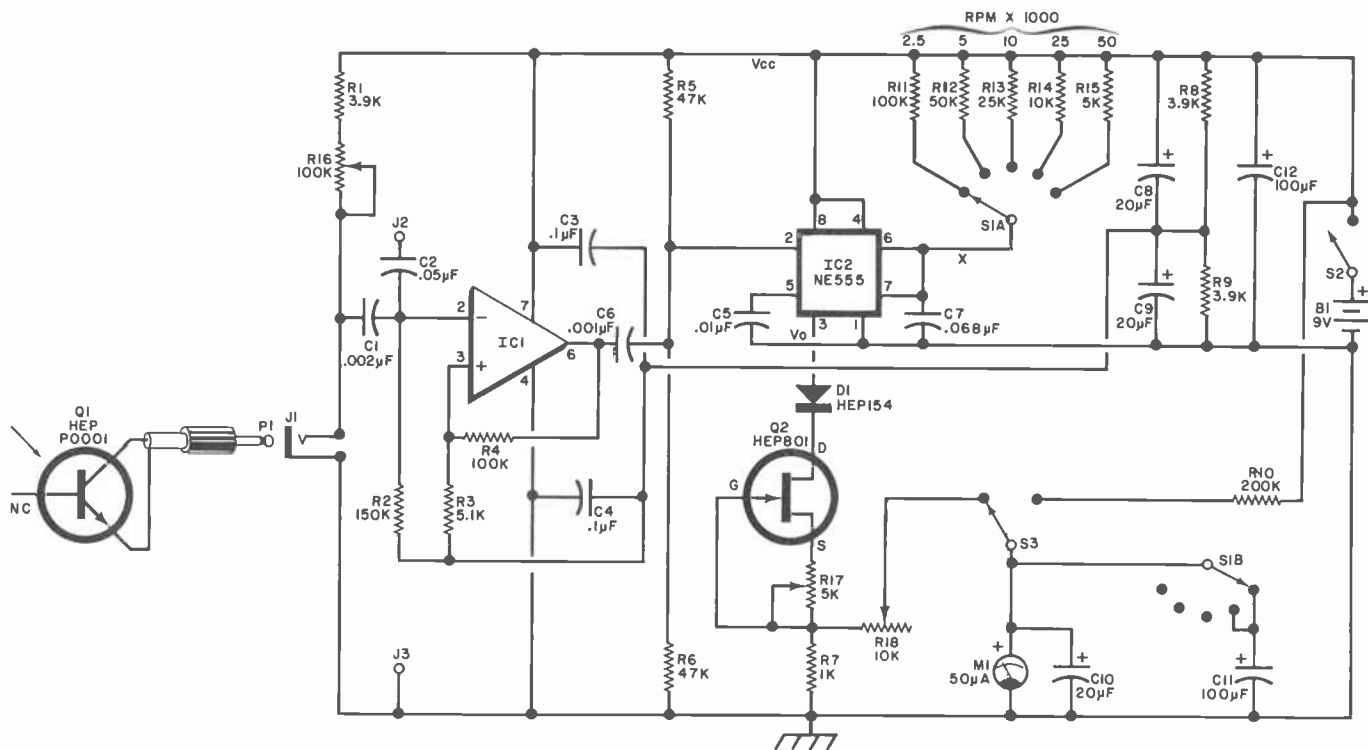 RPM X 1000
2.5 5 10 25 50
Vcc
R1
3.9K
R16
100K
J2
C2
.05µF
C1
.002µF
2
-
3
+
IC1
7
4
6
C3
.1µF
C6
.001µF
R4
100K
R2
150K
R3
5.1K
C4
.1µF
Q1
HEP
P0001
NC
P1
J1
J3
R5
47K
R6
47K
8
4
2
6
5
7
3
1
IC2
NE555
C5
.01µF
Vo
X
C7
.068µF
R11
100K
R12
50K
R13
25K
R14
10K
R15
5K
S1A
D1
HEP154
Q2
HEP801
D
G
S
R17
5K
R18
10K
R7
1K
+
C8
20µF
R8
3.9K
+
C9
20µF
R9
3.9K
+
C12
100µF
S2
+
B1
9V
R10
200K
S3
S1B
+
M1
50µA
+
C10
20µF
+
C11
100µF